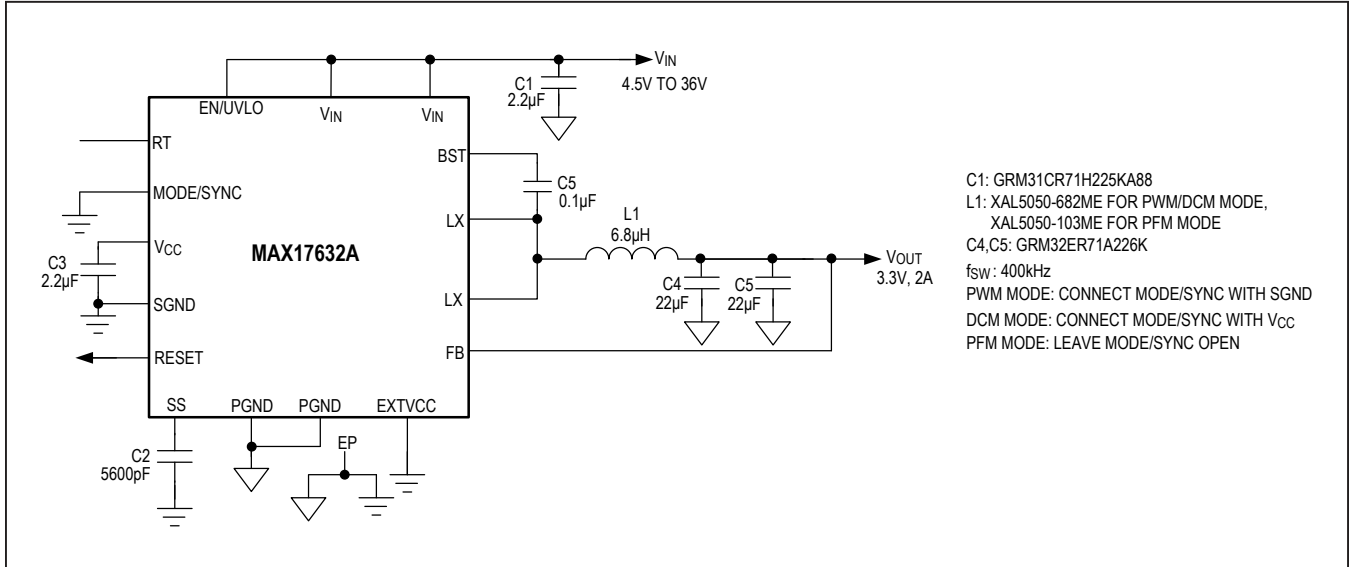 VIN
4.5V TO 36V
C1
2.2µF
EN/UVLO
VIN
VIN
RT
BST
C5
0.1µF
MODE/SYNC
LX
L1
6.8µH
VCC
MAX17632A
C3
2.2µF
VOUT
3.3V, 2A
C4
22µF
C5
22µF
SGND
LX
RESET
FB
SS
PGND
PGND
EXTVCC
C2
5600pF
EP
C1: GRM31CR71H225KA88
L1: XAL5050-682ME FOR PWM/DCM MODE,
XAL5050-103ME FOR PFM MODE
C4,C5: GRM32ER71A226K
fSW : 400kHz
PWM MODE: CONNECT MODE/SYNC WITH SGND
DCM MODE: CONNECT MODE/SYNC WITH VCC
PFM MODE: LEAVE MODE/SYNC OPEN